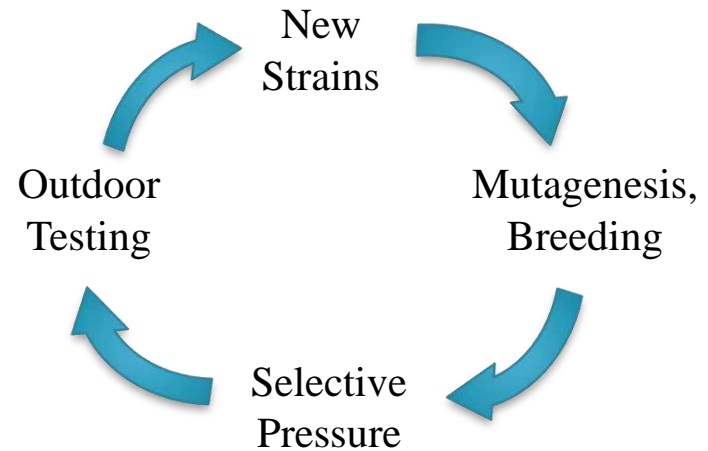 New
Strains
Mutagenesis,
Breeding
Selective
Pressure
Outdoor
Testing